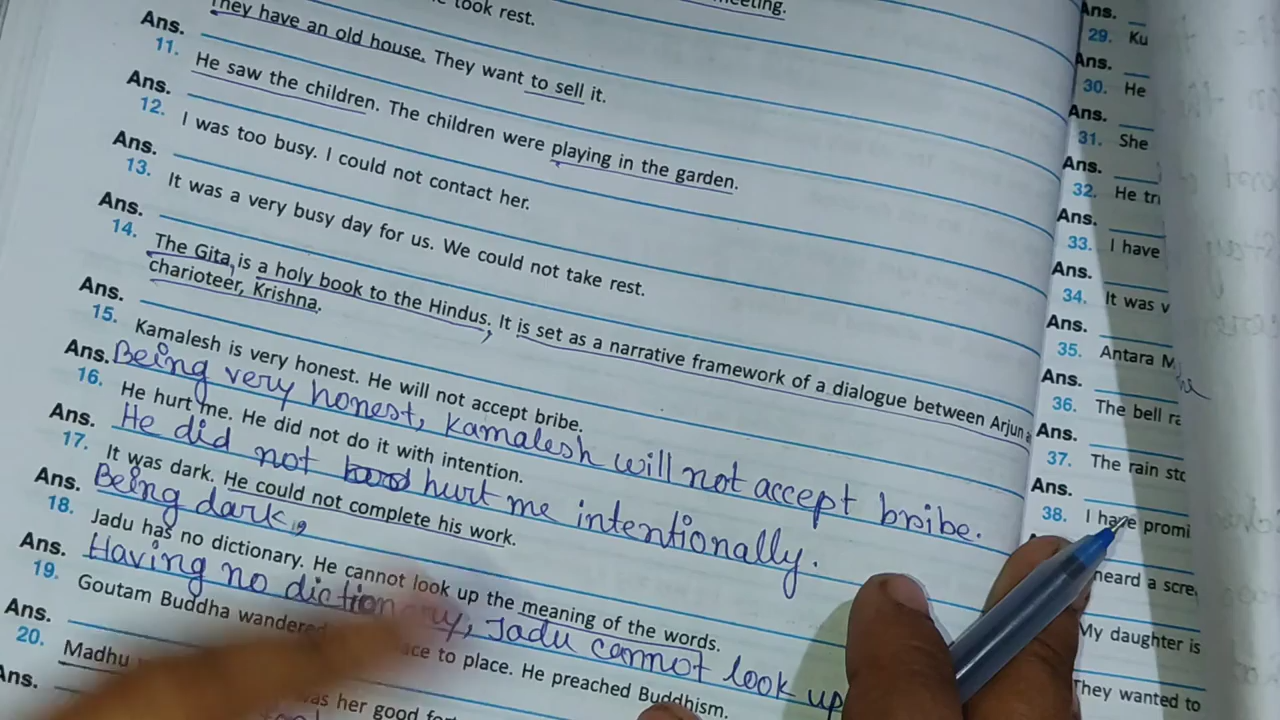 took rest.
They have an old house. They want to sell it.
Ans.
11. He saw the children. The children were playing in the garden.
Ans.
12. I was too busy. I could not contact her.
Ans.
13. It was a very busy day for us. We could not take rest.
Ans.
14. The Gita is a holy book to the Hindus. It is set as a narrative framework of a dialogue between Arjun
charioteer, Krishna.
Ans.
15. Kamalesh is very honest. He will not accept bribe.
Ans. Being very honest, Kamalesh will not accept bribe.
16. He hurt me. He did not do it with intention.
Ans. He did not hurt me intentionally.
17. It was dark. He could not complete his work.
Ans. Being dark,
18. Jadu has no dictionary. He cannot look up the meaning of the words.
Ans. Having no dictionary, Jadu cannot look up
19. Goutam Buddha wandered to place. He preached Buddhism.
Ans.
20. Madhu was her good
Ans.
Ans.
29. Ku
Ans.
30. He
Ans.
31. She
Ans.
32. He tri
Ans.
33. I have
Ans.
34. It was v
Ans.
35. Antara M
Ans.
36. The bell ra
Ans.
37. The rain sto
Ans.
38. I have promi
heard a scre
My daughter is
They wanted to